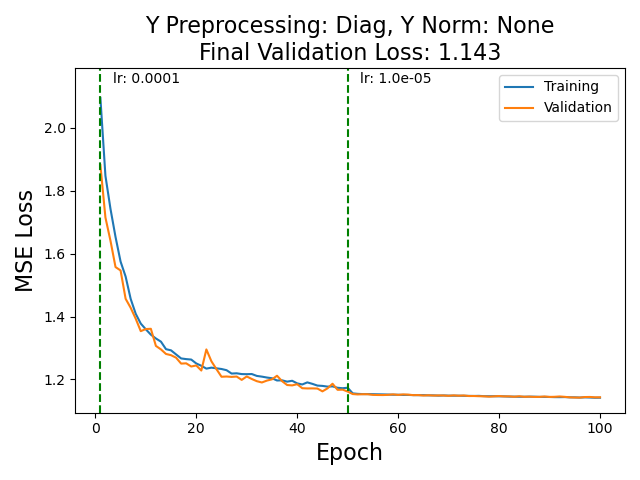 Y Preprocessing: Diag, Y Norm: None
Final Validation Loss: 1.143
lr: 0.0001
lr: 1.0e-05
Training
Validation
2.0
1.8
1.6
1.4
1.2
MSE Loss
0
20
40
60
80
100
Epoch